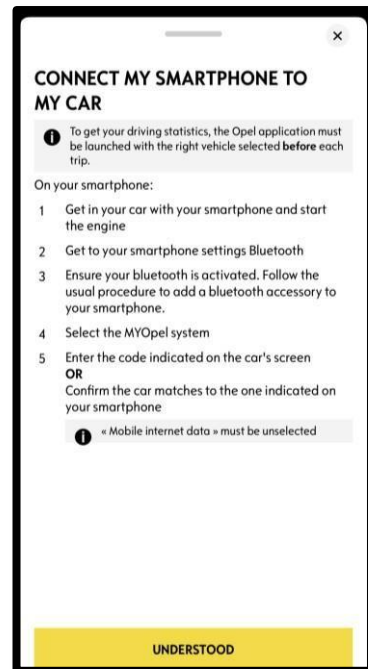 CONNECT MY SMARTPHONE TO
MY CAR
To get your driving statistics, the Opel application must
be launched with the right vehicle selected before each
trip.
On your smartphone:
1 Get in your car with your smartphone and start
the engine
2 Get to your smartphone settings Bluetooth
3 Ensure your bluetooth is activated. Follow the
usual procedure to add a bluetooth accessory to
your smartphone.
4 Select the MYOpel system
5 Enter the code indicated on the car's screen
OR
Confirm the car matches to the one indicated on
your smartphone
« Mobile internet data » must be unselected
UNDERSTOOD